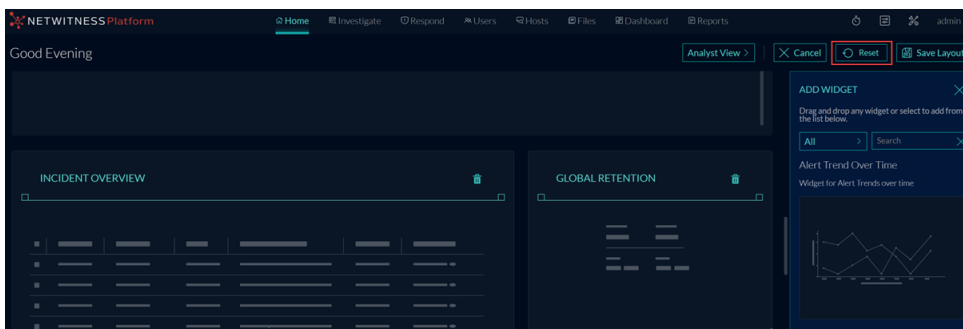 NETWITNESS Platform Home Investigate Respond Users Hosts Files Dashboard Reports admin
Good Evening Analyst View > Cancel Reset Save Layout
ADD WIDGET
Drag and drop any widget or select to add from
the list below.
All > Search
Alert Trend Over Time
Widget for Alert Trends over time
INCIDENT OVERVIEW
GLOBAL RETENTION